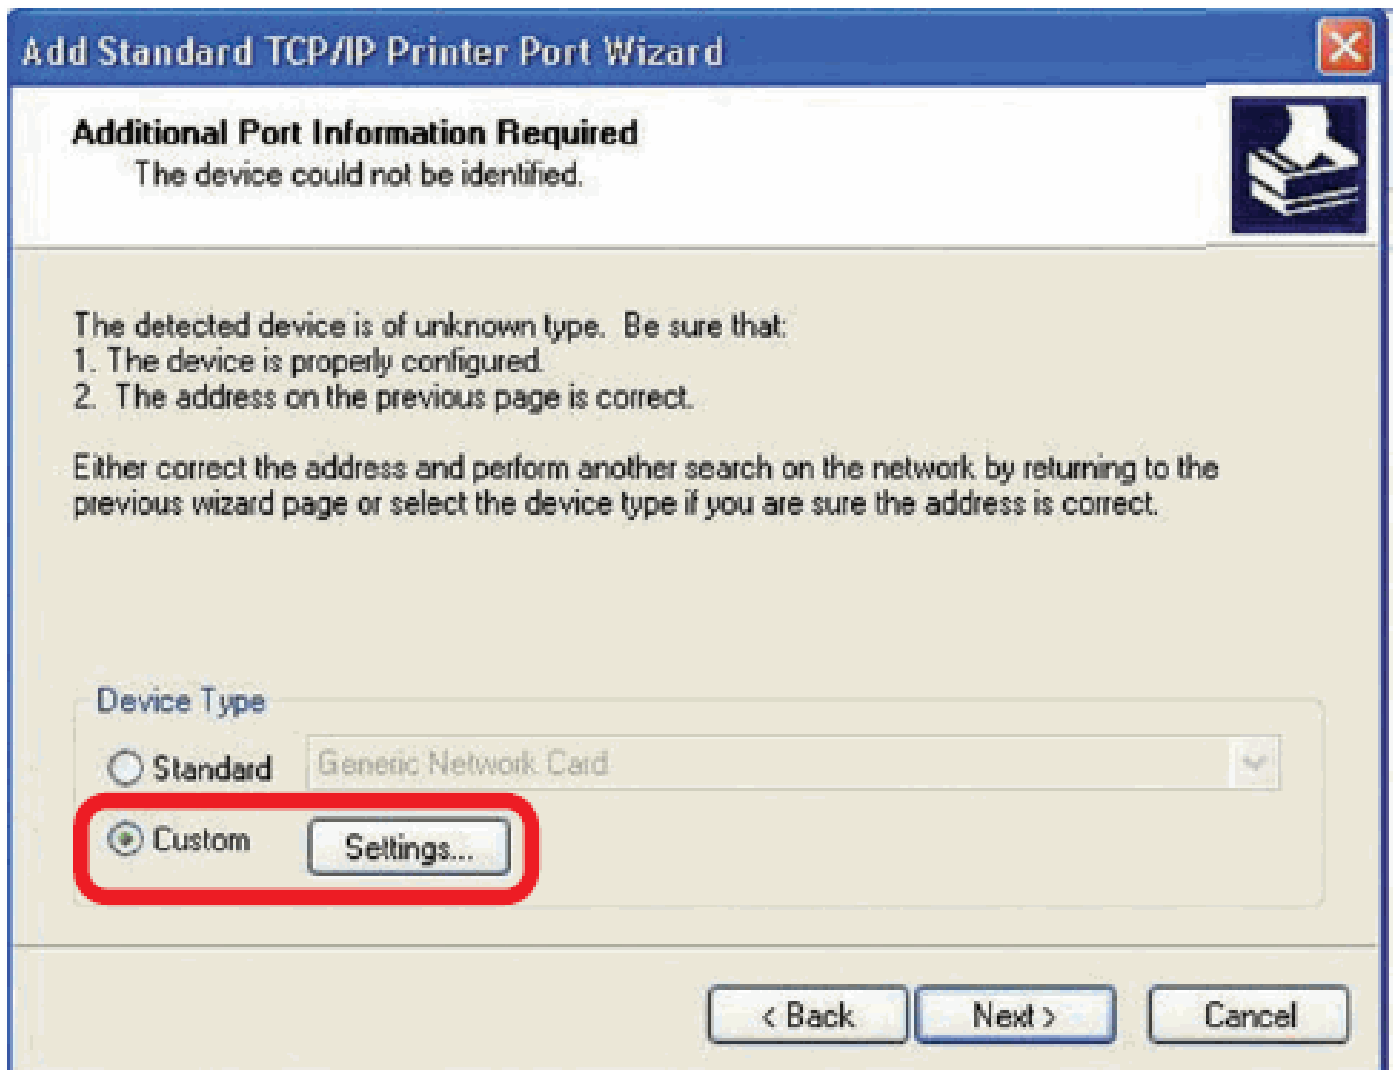 Add Standard TCP/IP Printer Port Wizard
Additional Port Information Required
The device could not be identified.
The detected device is of unknown type.  Be sure that:
1. The device is properly configured.
2.  The address on the previous page is correct.
Either correct the address and perform another search on the network by returning to the
previous wizard page or select the device type if you are sure the address is correct.
Device Type
Standard Generic Network Card
Custom Settings...
< Back Next > Cancel